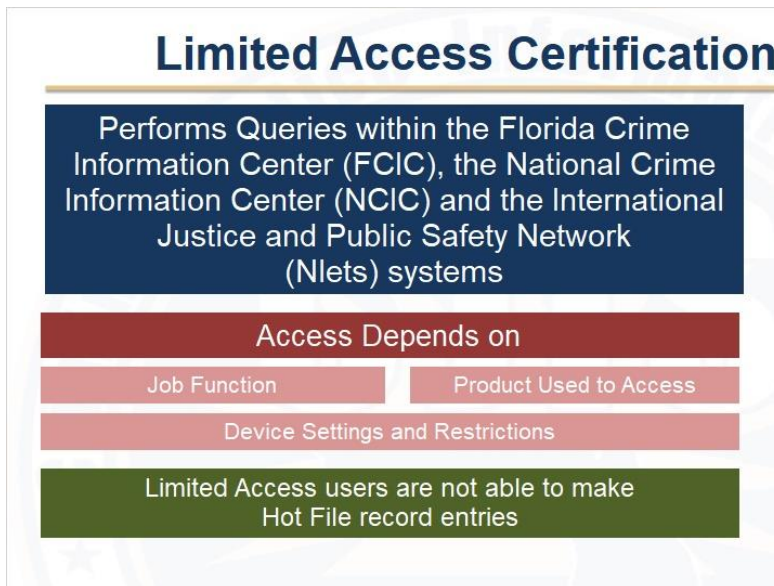 Limited Access Certification
Performs Queries within the Florida Crime
Information Center (FCIC), the National Crime
Information Center (NCIC) and the International
Justice and Public Safety Network
(Nlets) systems
Access Depends on
Job Function
Product Used to Access
Device Settings and Restrictions
Limited Access users are not able to make
Hot File record entries